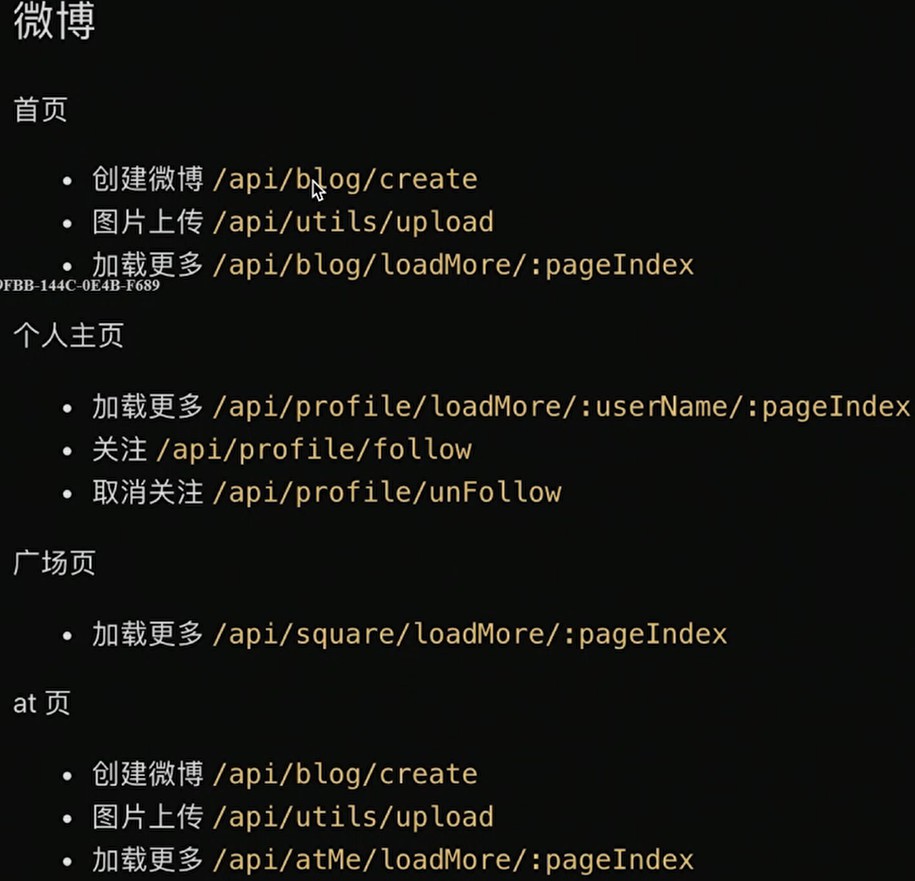 微博
首页
创建微博 /api/blog/create
图片上传 /api/utils/upload
加载更多 /api/blog/loadMore/:pageIndex
9FBB-144C-0E4B-F689
个人主页
加载更多 /api/profile/loadMore/:userName/:pageIndex
关注 /api/profile/follow
取消关注 /api/profile/unFollow
广场页
加载更多 /api/square/loadMore/:pageIndex
at 页
创建微博 /api/blog/create
图片上传 /api/utils/upload
加载更多 /api/atMe/loadMore/:pageIndex